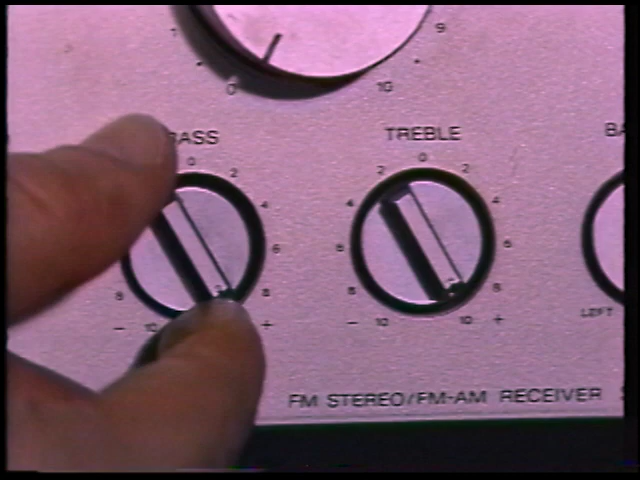 9
0 10
BASS TREBLE
0 2 2 0 2
4 4 4
6 6 6
8 8 8 8
− 10 + − 10 10 +
LEFT
FM STEREO/FM-AM RECEIVER